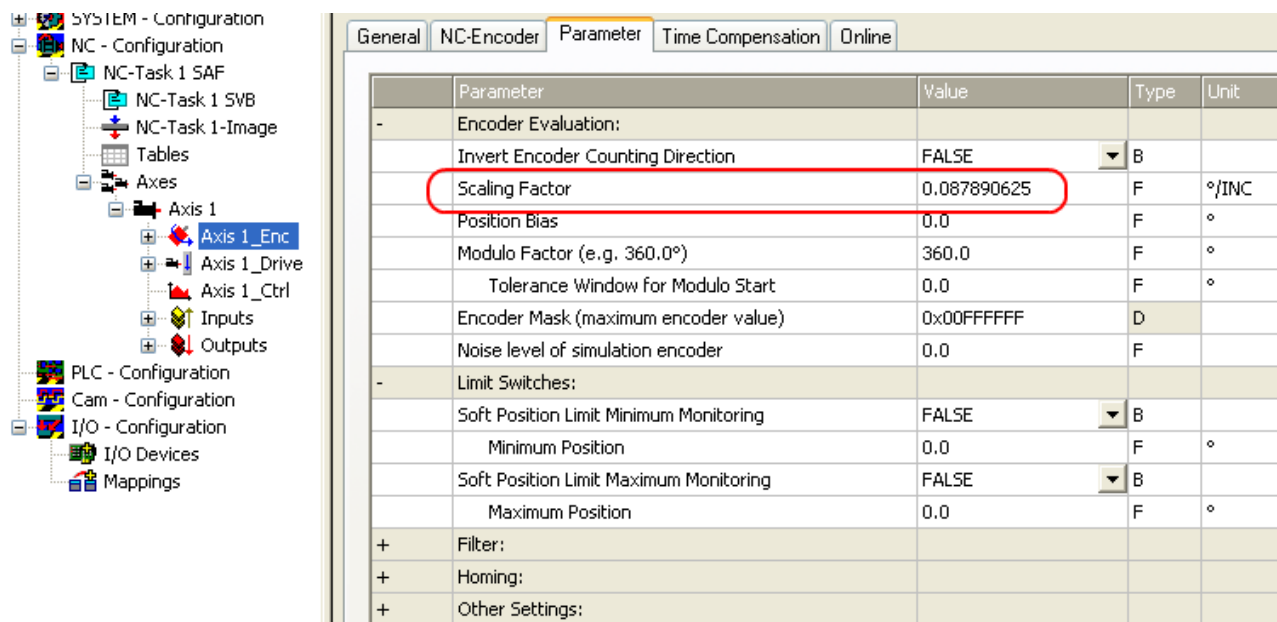 SYSTEM - Configuration
NC - Configuration
NC-Task 1 SAF
NC-Task 1 SVB
NC-Task 1-Image
Tables
Axes
Axis 1
Axis 1_Enc
Axis 1_Drive
Axis 1_Ctrl
Inputs
Outputs
PLC - Configuration
Cam - Configuration
I/O - Configuration
I/O Devices
Mappings
General NC-Encoder Parameter Time Compensation Online
Parameter Value Type Unit
- Encoder Evaluation:
Invert Encoder Counting Direction FALSE B
Scaling Factor 0.087890625 F °/INC
Position Bias 0.0 F °
Modulo Factor (e.g. 360.0°) 360.0 F °
Tolerance Window for Modulo Start 0.0 F °
Encoder Mask (maximum encoder value) 0x00FFFFFF D
Noise level of simulation encoder 0.0 F
- Limit Switches:
Soft Position Limit Minimum Monitoring FALSE B
Minimum Position 0.0 F °
Soft Position Limit Maximum Monitoring FALSE B
Maximum Position 0.0 F °
+ Filter:
+ Homing:
+ Other Settings: